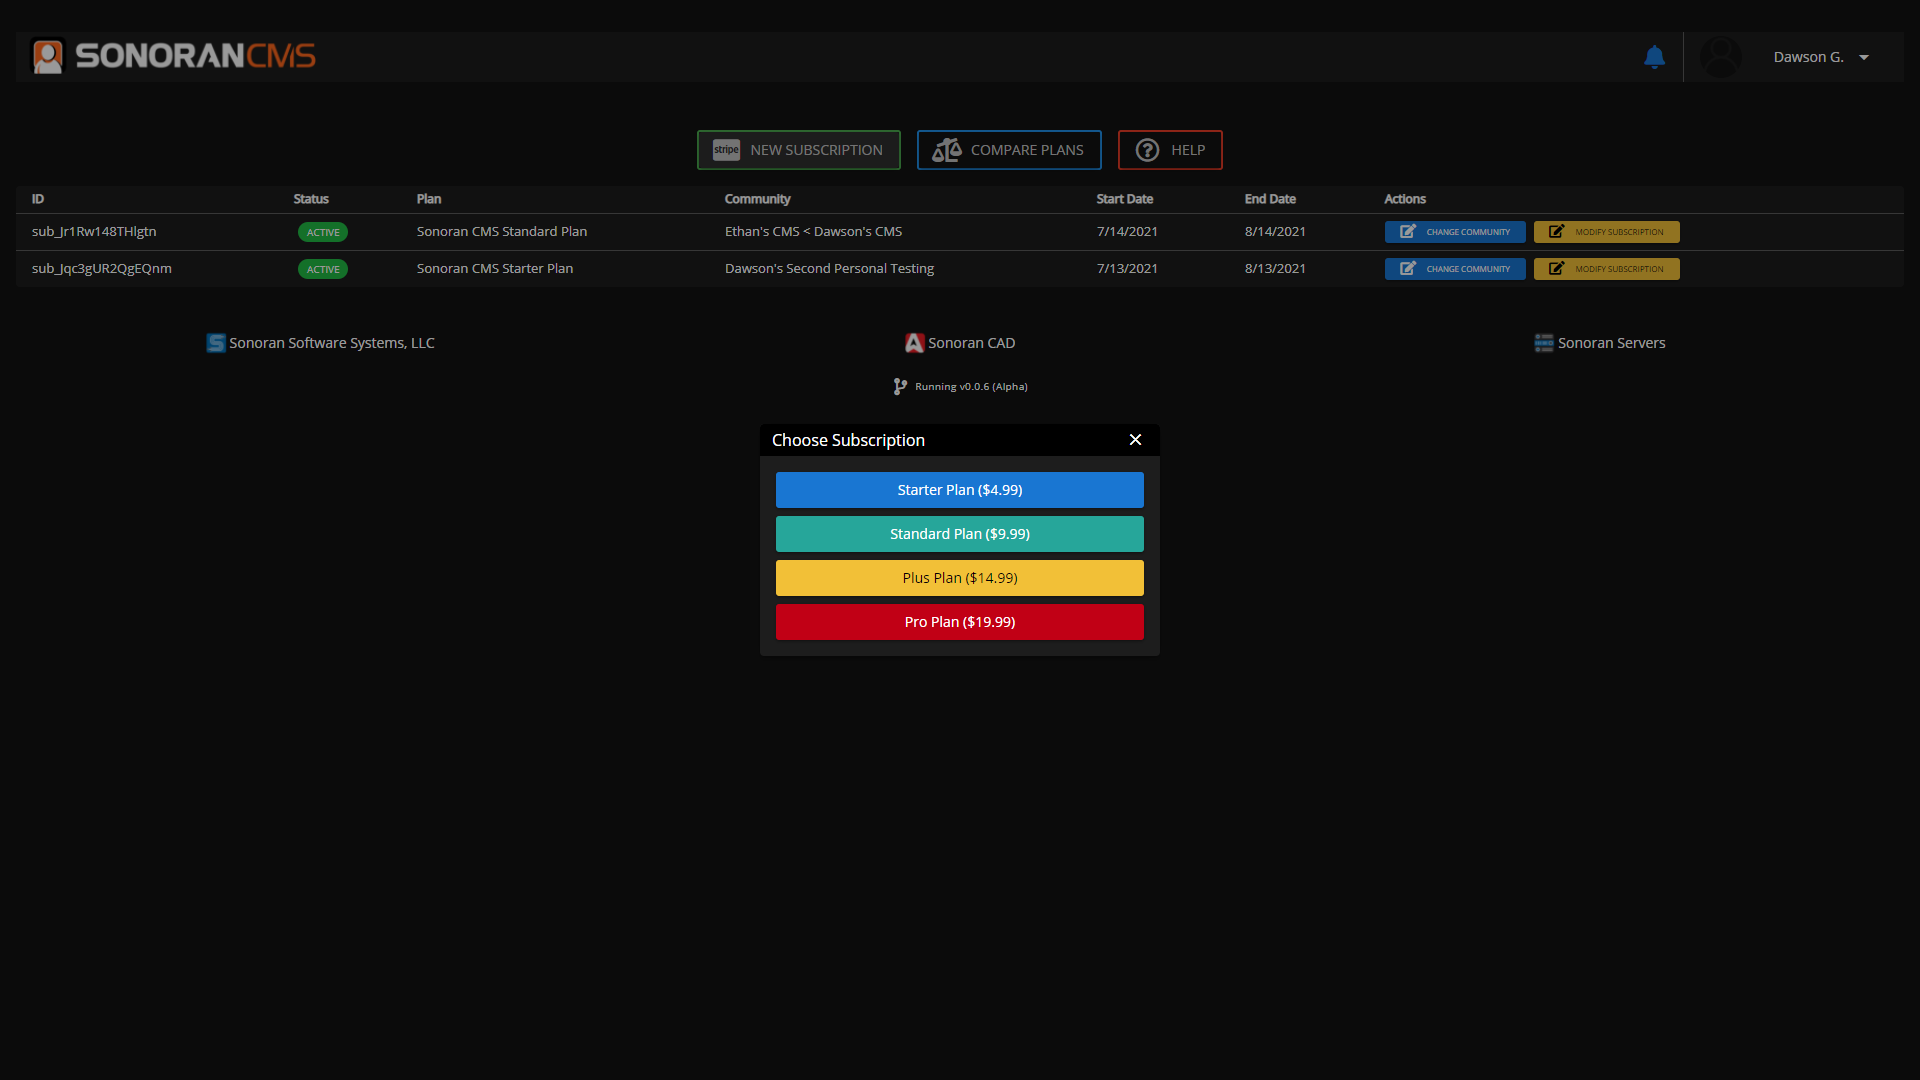 SONORANCMS
Dawson G.
stripe NEW SUBSCRIPTION COMPARE PLANS HELP
ID Status Plan Community Start Date End Date Actions
sub_Jr1Rw148THlgtn ACTIVE Sonoran CMS Standard Plan Ethan's CMS < Dawson's CMS 7/14/2021 8/14/2021 CHANGE COMMUNITY MODIFY SUBSCRIPTION
sub_Jqc3gUR2QgEQnm ACTIVE Sonoran CMS Starter Plan Dawson's Second Personal Testing 7/13/2021 8/13/2021 CHANGE COMMUNITY MODIFY SUBSCRIPTION
Sonoran Software Systems, LLC Sonoran CAD Sonoran Servers
Running v0.0.6 (Alpha)
Choose Subscription
Starter Plan ($4.99)
Standard Plan ($9.99)
Plus Plan ($14.99)
Pro Plan ($19.99)